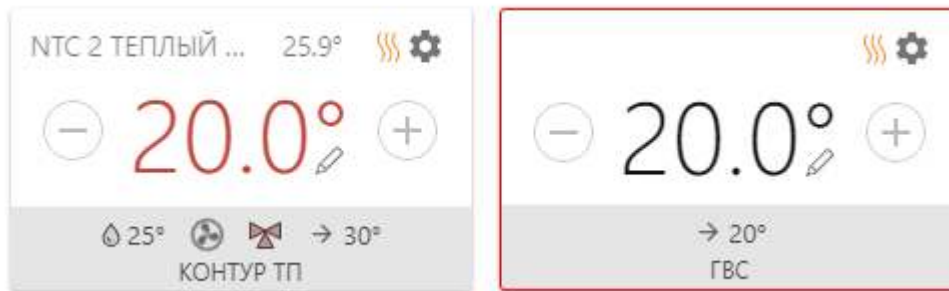 NTC 2 ТЕПЛЫЙ ... 25.9°
20.0°
25° → 30°
КОНТУР ТП
20.0°
→ 20°
ГВС